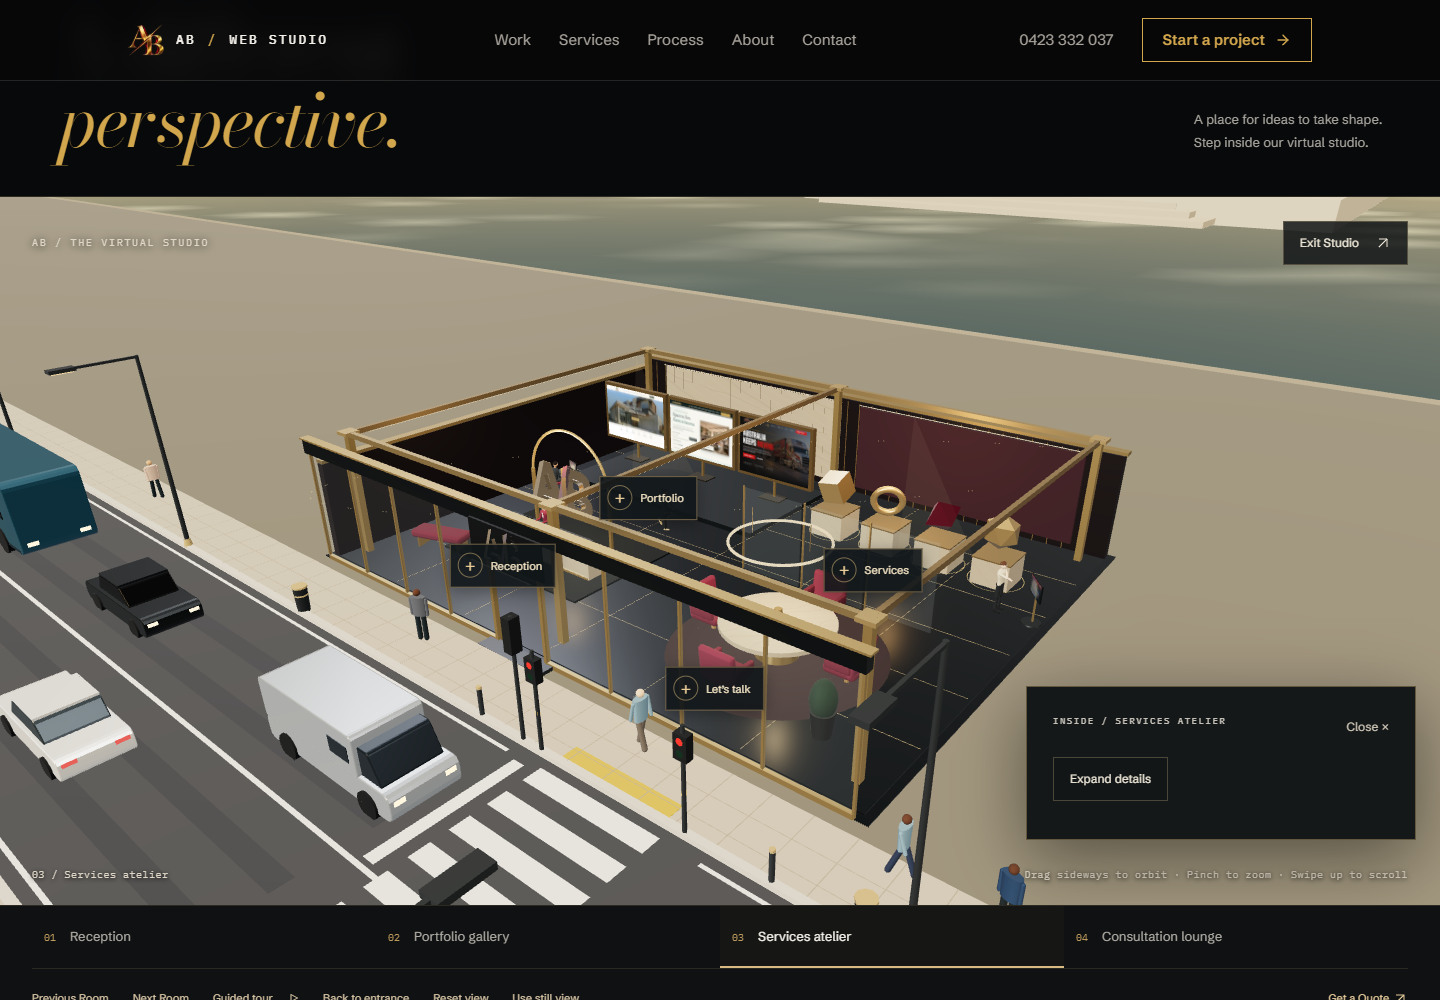 AB / WEB STUDIO
Work
Services
Process
About
Contact
0423 332 037
Start a project →
perspective.
A place for ideas to take shape.
Step inside our virtual studio.
AB / THE VIRTUAL STUDIO
Exit Studio ↗
+ Portfolio
+ Reception
+ Services
+ Let's talk
INSIDE / SERVICES ATELIER
Close ×
Expand details
03 / Services atelier
Drag sideways to orbit · Pinch to zoom · Swipe up to scroll
01 Reception
02 Portfolio gallery
03 Services atelier
04 Consultation lounge
Previous Room
Next Room
Guided tour ▷
Back to entrance
Reset view
Use still view
Get a Quote ↗